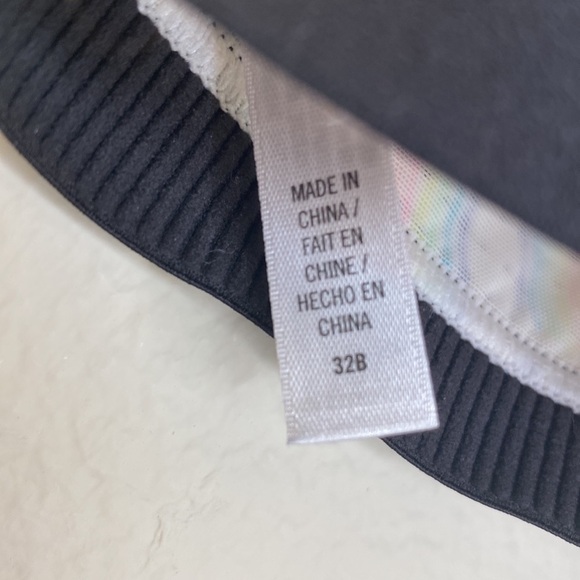 MADE IN
CHINA /
FAIT EN
CHINE /
HECHO EN
CHINA
32B